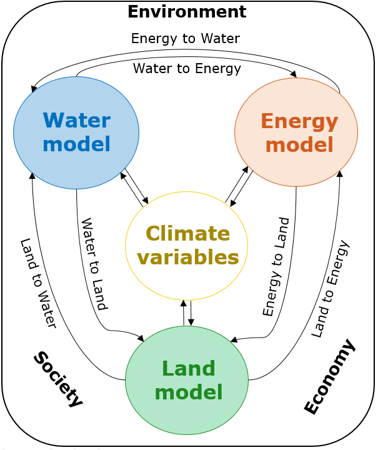 Environment
Energy to Water
Water to Energy
Water
model
Energy
model
Climate
variables
Land to Water
Water to Land
Energy to Land
Land to Energy
Land
model
Society
Economy